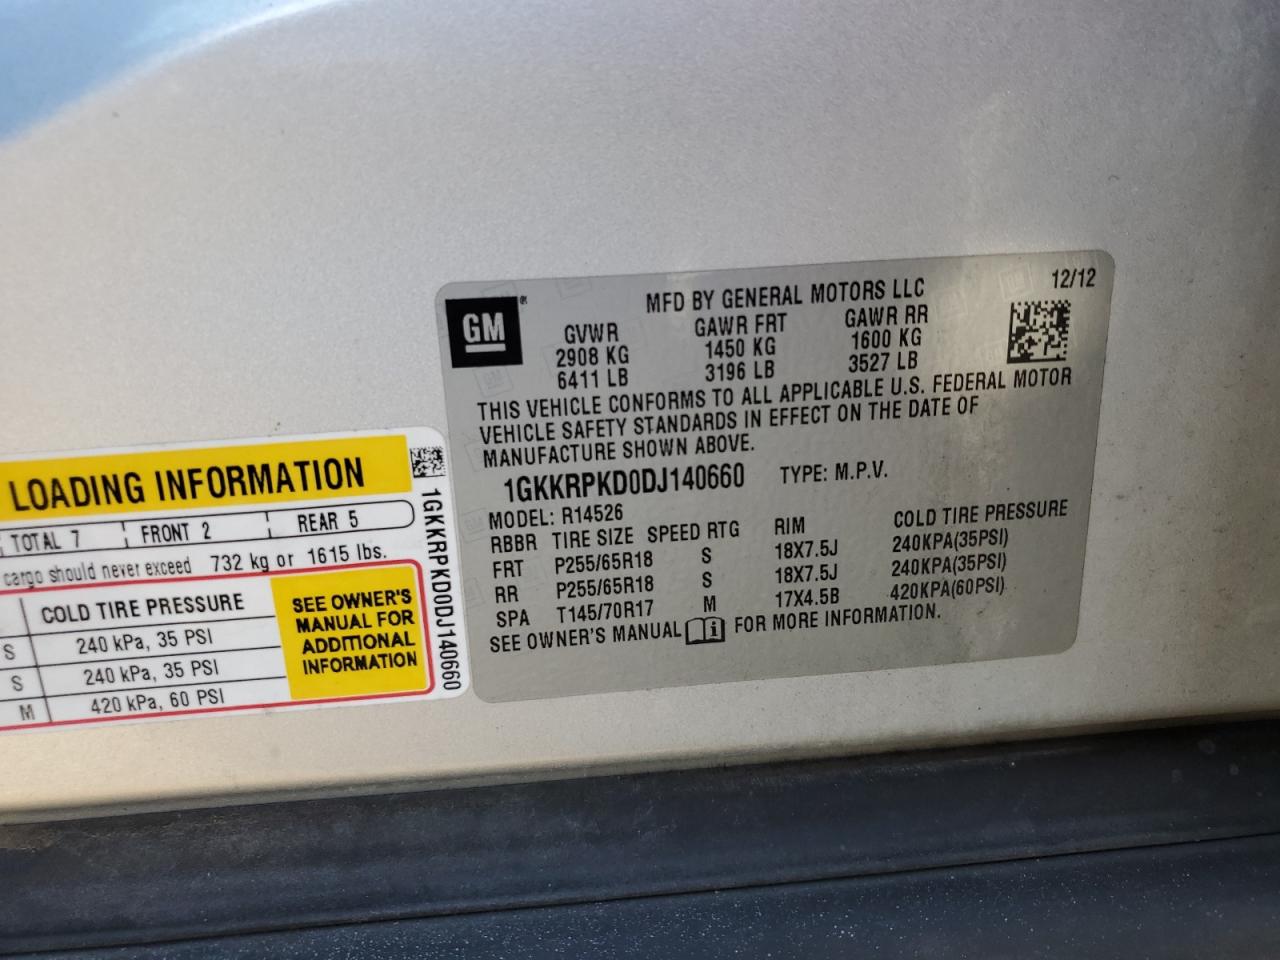 GM
®
MFD BY GENERAL MOTORS LLC
12/12
GVWR GAWR FRT GAWR RR
2908 KG 1450 KG 1600 KG
6411 LB 3196 LB 3527 LB
THIS VEHICLE CONFORMS TO ALL APPLICABLE U.S. FEDERAL MOTOR
VEHICLE SAFETY STANDARDS IN EFFECT ON THE DATE OF
MANUFACTURE SHOWN ABOVE.
1GKKRPKD0DJ140660 TYPE: M.P.V.
MODEL: R14526
RBBR TIRE SIZE SPEED RTG RIM COLD TIRE PRESSURE
FRT P255/65R18 S 18X7.5J 240KPA(35PSI)
RR P255/65R18 S 18X7.5J 240KPA(35PSI)
SPA T145/70R17 M 17X4.5B 420KPA(60PSI)
SEE OWNER'S MANUAL i FOR MORE INFORMATION.
LOADING INFORMATION
TOTAL 7 FRONT 2 REAR 5
cargo should never exceed 732 kg or 1615 lbs.
COLD TIRE PRESSURE
S 240 kPa, 35 PSI
S 240 kPa, 35 PSI
M 420 kPa, 60 PSI
SEE OWNER'S
MANUAL FOR
ADDITIONAL
INFORMATION
1GKKRPKD0DJ140660